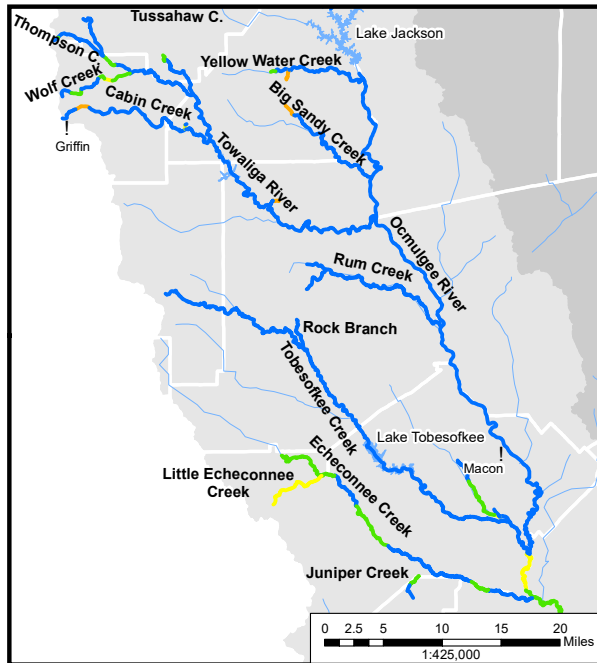 Tussahaw C.
Thompson C.
Lake Jackson
Yellow Water Creek
Wolf Creek
Cabin Creek
Big Sandy Creek
!
Griffin
Towaliga River
Ocmulgee River
Rum Creek
Rock Branch
Tobesofkee Creek
Lake Tobesofkee
Echeconnee Creek
!
Macon
Little Echeconnee
Creek
Juniper Creek
0 2.5 5 10 15 20
Miles
1:425,000